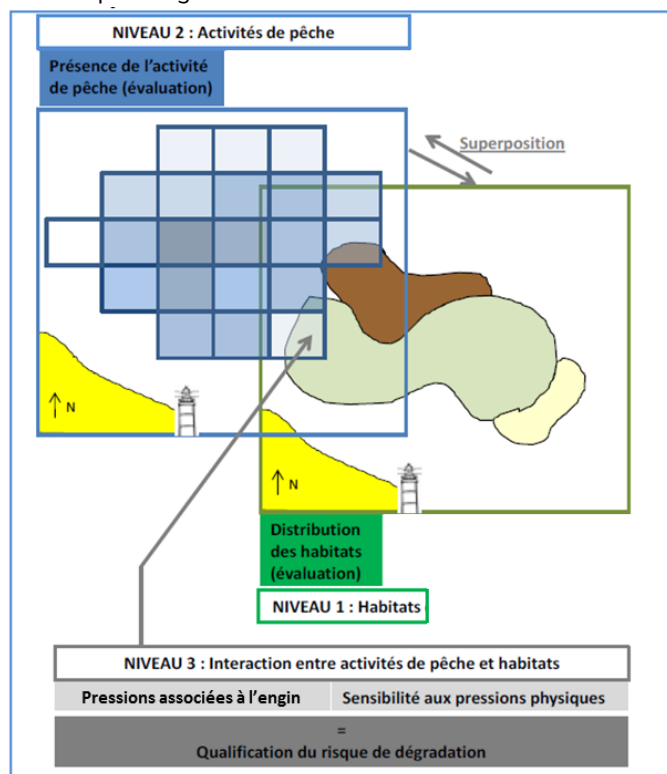 NIVEAU 2 : Activités de pêche
Présence de l'activité
de pêche (évaluation)
Superposition
N
N
Distribution
des habitats
(évaluation)
NIVEAU 1 : Habitats
NIVEAU 3 : Interaction entre activités de pêche et habitats
Pressions associées à l'engin
Sensibilité aux pressions physiques
=
Qualification du risque de dégradation